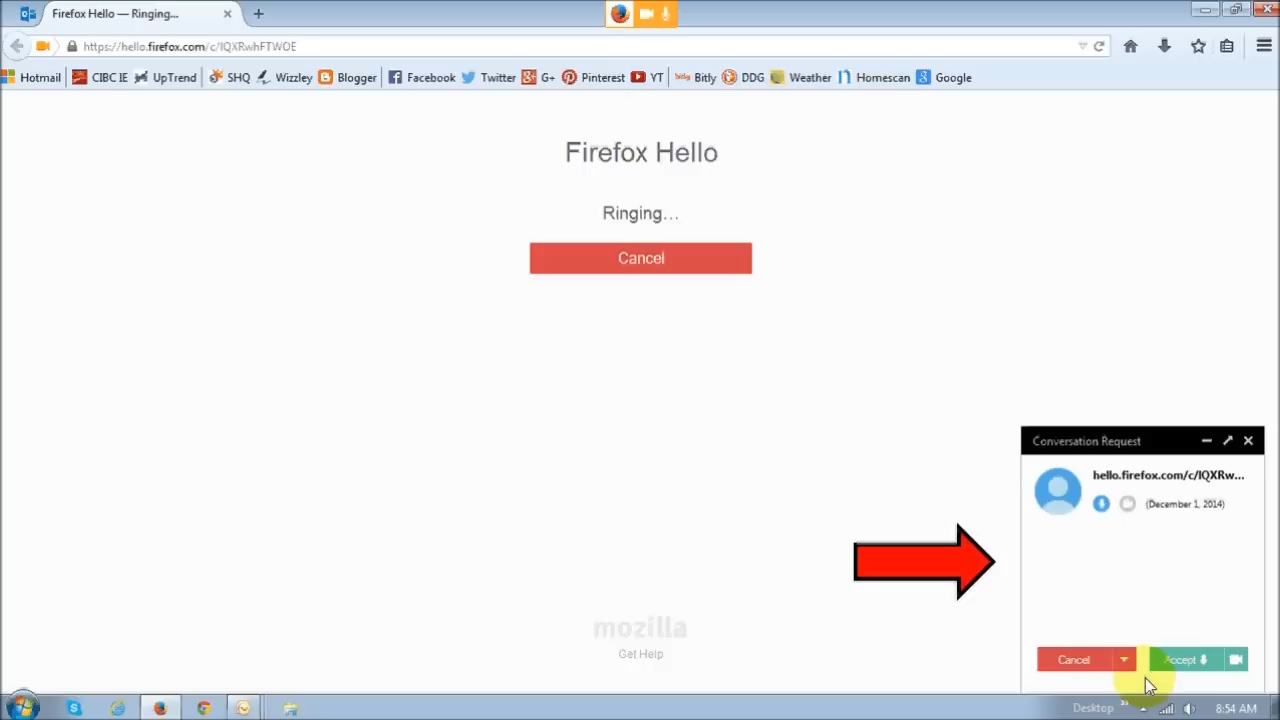 Firefox Hello — Ringing...
https://hello.firefox.com/c/IQXRwhFTWOE
Hotmail CIBC IE UpTrend SHQ Wizzley Blogger Facebook Twitter G+ Pinterest YT Bitly DDG Weather Homescan Google
Firefox Hello
Ringing...
Cancel
Conversation Request
hello.firefox.com/c/IQXRw...
(December 1, 2014)
mozilla
Get Help
Cancel Accept
Desktop 8:54 AM